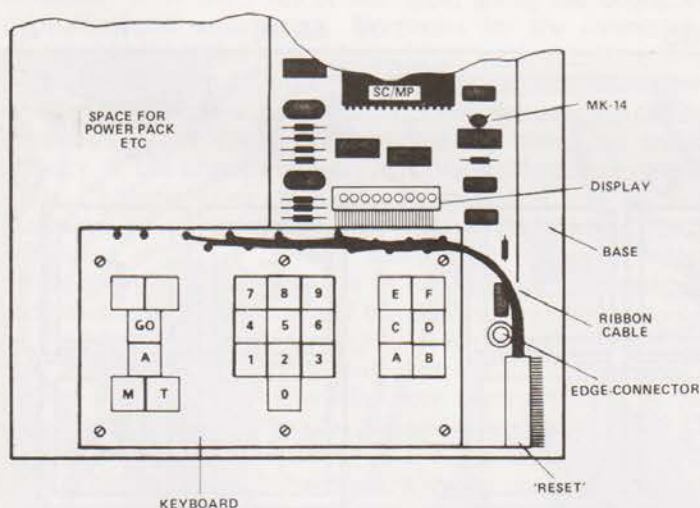 SPACE FOR
POWER PACK
ETC
SC/MP
MK-14
DISPLAY
BASE
RIBBON
CABLE
EDGE-CONNECTOR
'RESET'
KEYBOARD
GO
A
M T
7 8 9
4 5 6
1 2 3
0
E F
C D
A B